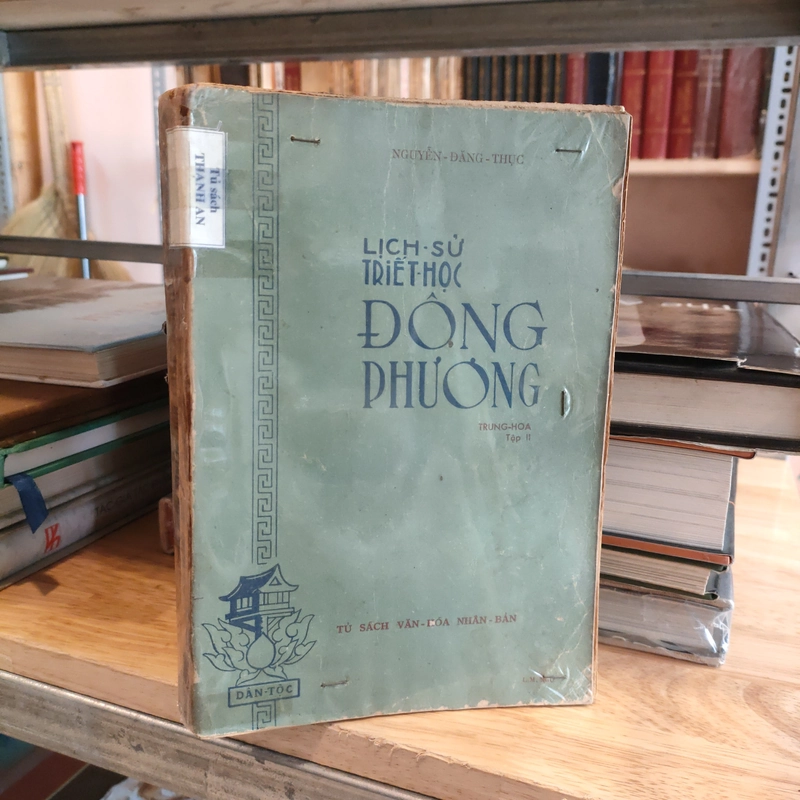 NGUYỄN - ĐĂNG - THỤC
Tủ sách
THÀNH AN
LỊCH-SỬ
TRIẾT-HỌC
ĐÔNG
PHƯƠNG
TRUNG-HOA
Tập II
TỦ SÁCH VĂN-HÓA NHÂN-BẢN
DÂN-TỘC